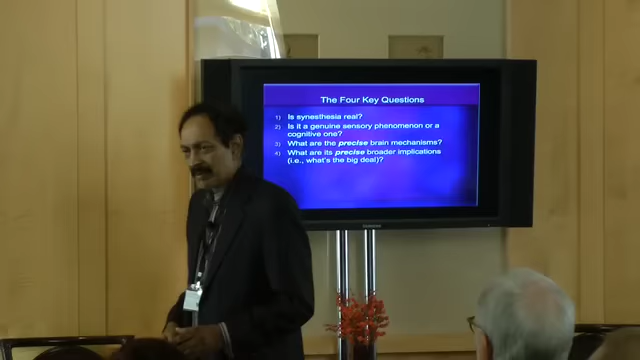 The Four Key Questions
1) Is synesthesia real?
2) Is it a genuine sensory phenomenon or a
cognitive one?
3) What are the precise brain mechanisms?
4) What are its precise broader implications
(i.e., what's the big deal)?
SAMSUNG